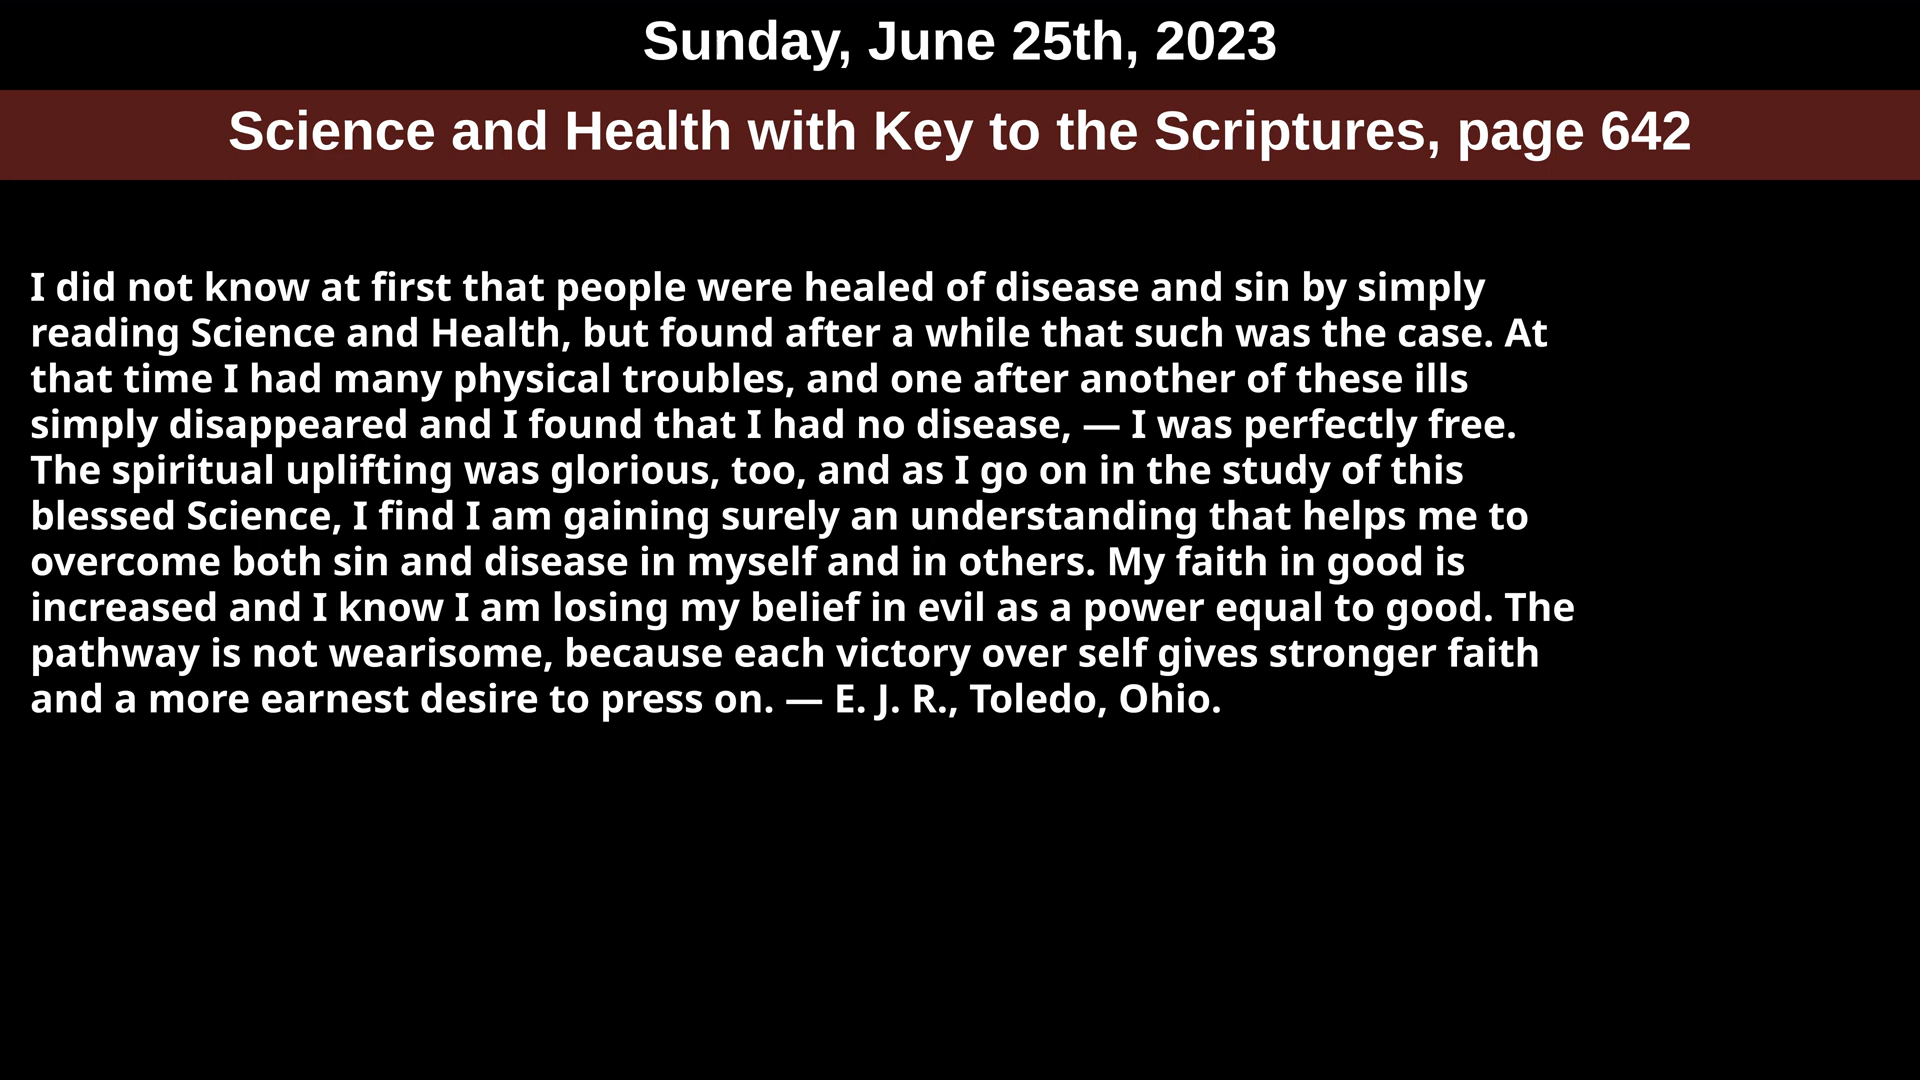 Sunday, June 25th, 2023
Science and Health with Key to the Scriptures, page 642
I did not know at first that people were healed of disease and sin by simply
reading Science and Health, but found after a while that such was the case. At
that time I had many physical troubles, and one after another of these ills
simply disappeared and I found that I had no disease, — I was perfectly free.
The spiritual uplifting was glorious, too, and as I go on in the study of this
blessed Science, I find I am gaining surely an understanding that helps me to
overcome both sin and disease in myself and in others. My faith in good is
increased and I know I am losing my belief in evil as a power equal to good. The
pathway is not wearisome, because each victory over self gives stronger faith
and a more earnest desire to press on. — E. J. R., Toledo, Ohio.